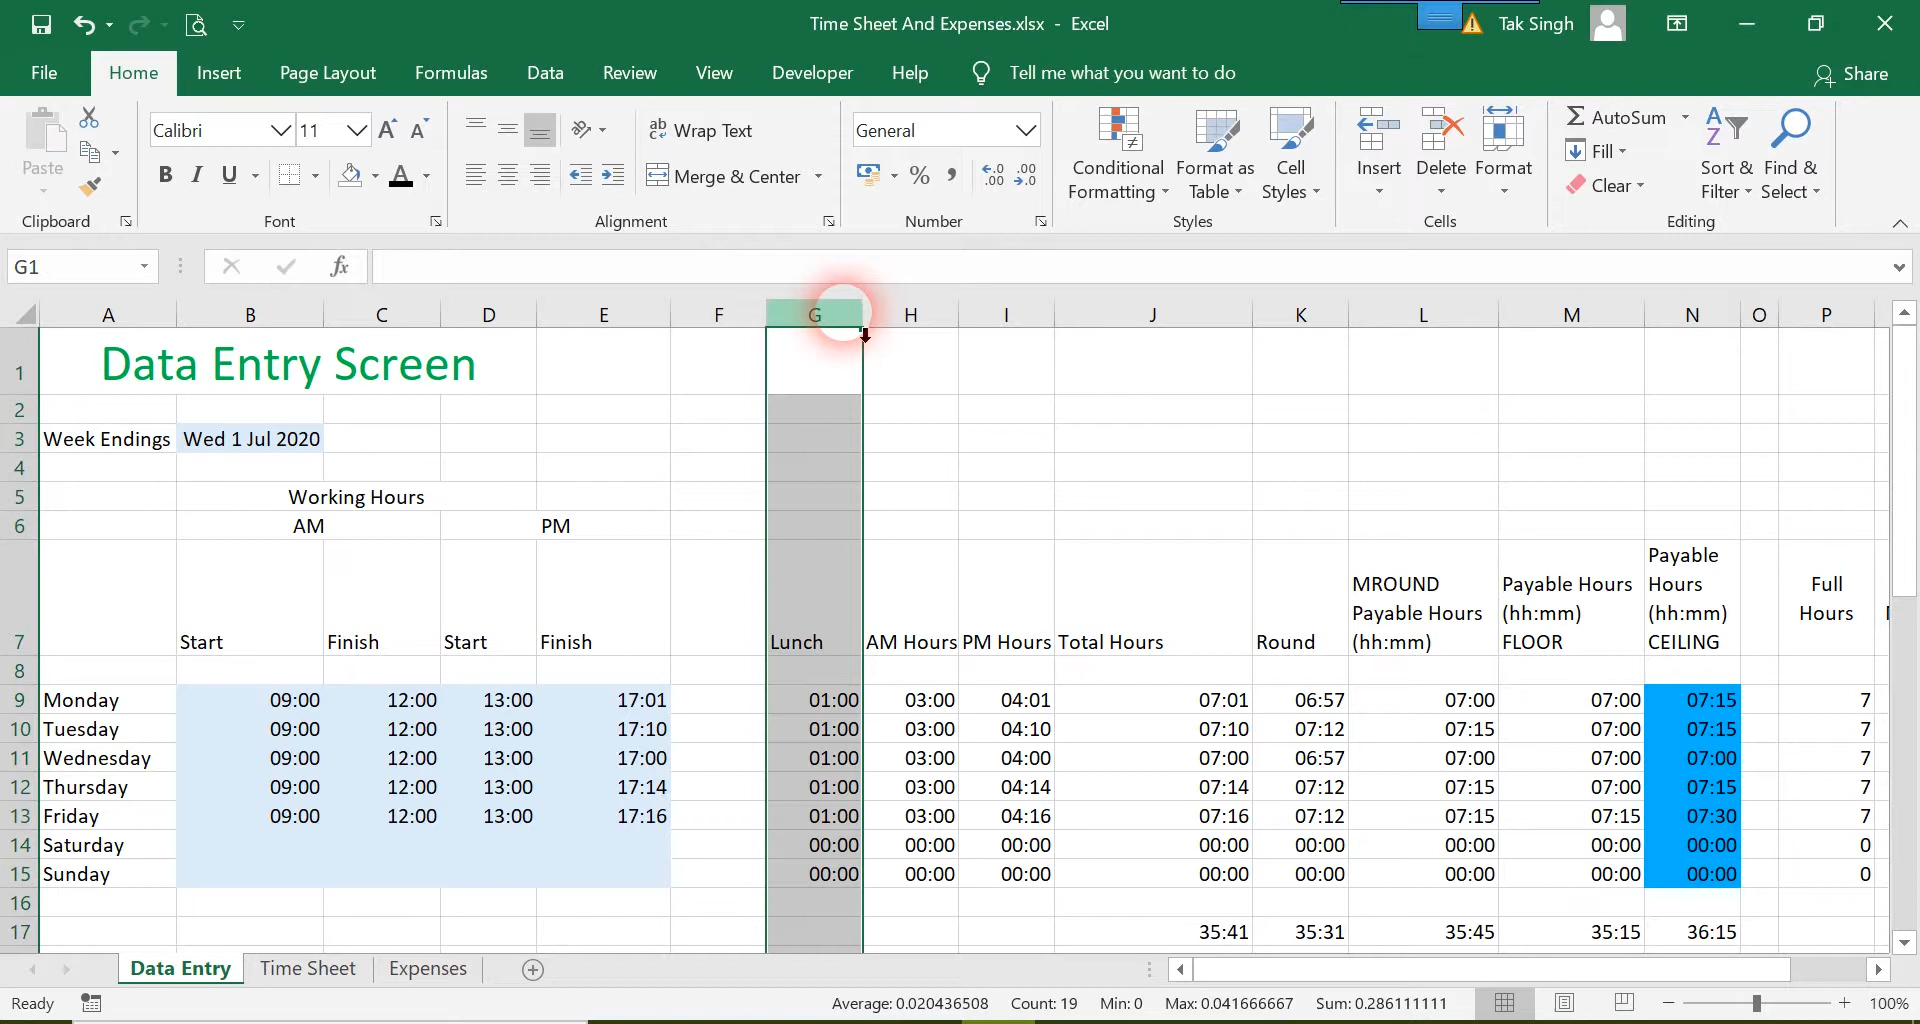 Time Sheet And Expenses.xlsx - Excel
Tak Singh
File Home Insert Page Layout Formulas Data Review View Developer Help Tell me what you want to do Share
Paste
Clipboard
Calibri 11
B I U A
Font
Wrap Text
Merge & Center
Alignment
General
% , .00 .00
Number
Conditional Formatting
Format as Table
Cell Styles
Styles
Insert Delete Format
Cells
AutoSum
Fill
Clear
Sort & Filter
Find & Select
Editing
G1 fx
A B C D E F G H I J K L M N O P
1 Data Entry Screen
2
3 Week Endings Wed 1 Jul 2020
4
5 Working Hours
6 AM PM
7 Start Finish Start Finish Lunch AM Hours PM Hours Total Hours Round
MROUND
Payable Hours
(hh:mm)
Payable Hours
(hh:mm)
FLOOR
Payable
Hours
(hh:mm)
CEILING
Full
Hours
8
9 Monday 09:00 12:00 13:00 17:01 01:00 03:00 04:01 07:01 06:57 07:00 07:00 07:15 7
10 Tuesday 09:00 12:00 13:00 17:10 01:00 03:00 04:10 07:10 07:12 07:15 07:00 07:15 7
11 Wednesday 09:00 12:00 13:00 17:00 01:00 03:00 04:00 07:00 06:57 07:00 07:00 07:00 7
12 Thursday 09:00 12:00 13:00 17:14 01:00 03:00 04:14 07:14 07:12 07:15 07:00 07:15 7
13 Friday 09:00 12:00 13:00 17:16 01:00 03:00 04:16 07:16 07:12 07:15 07:15 07:30 7
14 Saturday 00:00 00:00 00:00 00:00 00:00 00:00 00:00 00:00 0
15 Sunday 00:00 00:00 00:00 00:00 00:00 00:00 00:00 00:00 0
16
17 35:41 35:31 35:45 35:15 36:15
Data Entry Time Sheet Expenses
Ready Average: 0.020436508 Count: 19 Min: 0 Max: 0.041666667 Sum: 0.286111111 100%